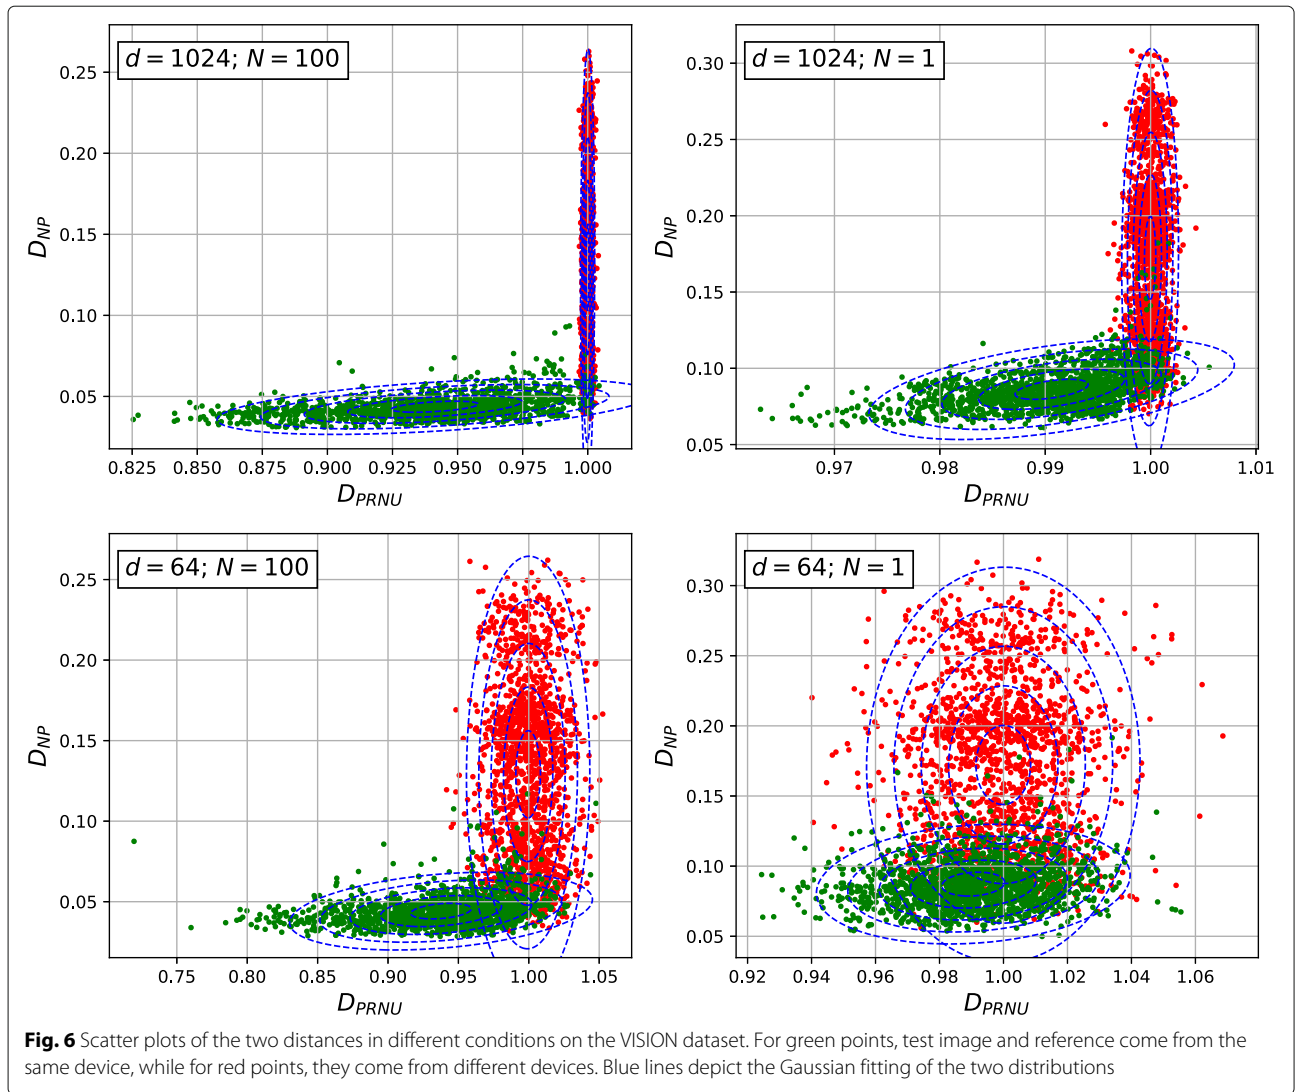 d = 1024; N = 100
0.25
0.20
0.15
0.10
0.05
D_NP
0.825 0.850 0.875 0.900 0.925 0.950 0.975 1.000
D_PRNU
d = 1024; N = 1
0.30
0.25
0.20
0.15
0.10
0.05
D_NP
0.97 0.98 0.99 1.00 1.01
D_PRNU
d = 64; N = 100
0.25
0.20
0.15
0.10
0.05
D_NP
0.75 0.80 0.85 0.90 0.95 1.00 1.05
D_PRNU
d = 64; N = 1
0.30
0.25
0.20
0.15
0.10
0.05
D_NP
0.92 0.94 0.96 0.98 1.00 1.02 1.04 1.06
D_PRNU
Fig. 6 Scatter plots of the two distances in different conditions on the VISION dataset. For green points, test image and reference come from the
same device, while for red points, they come from different devices. Blue lines depict the Gaussian fitting of the two distributions